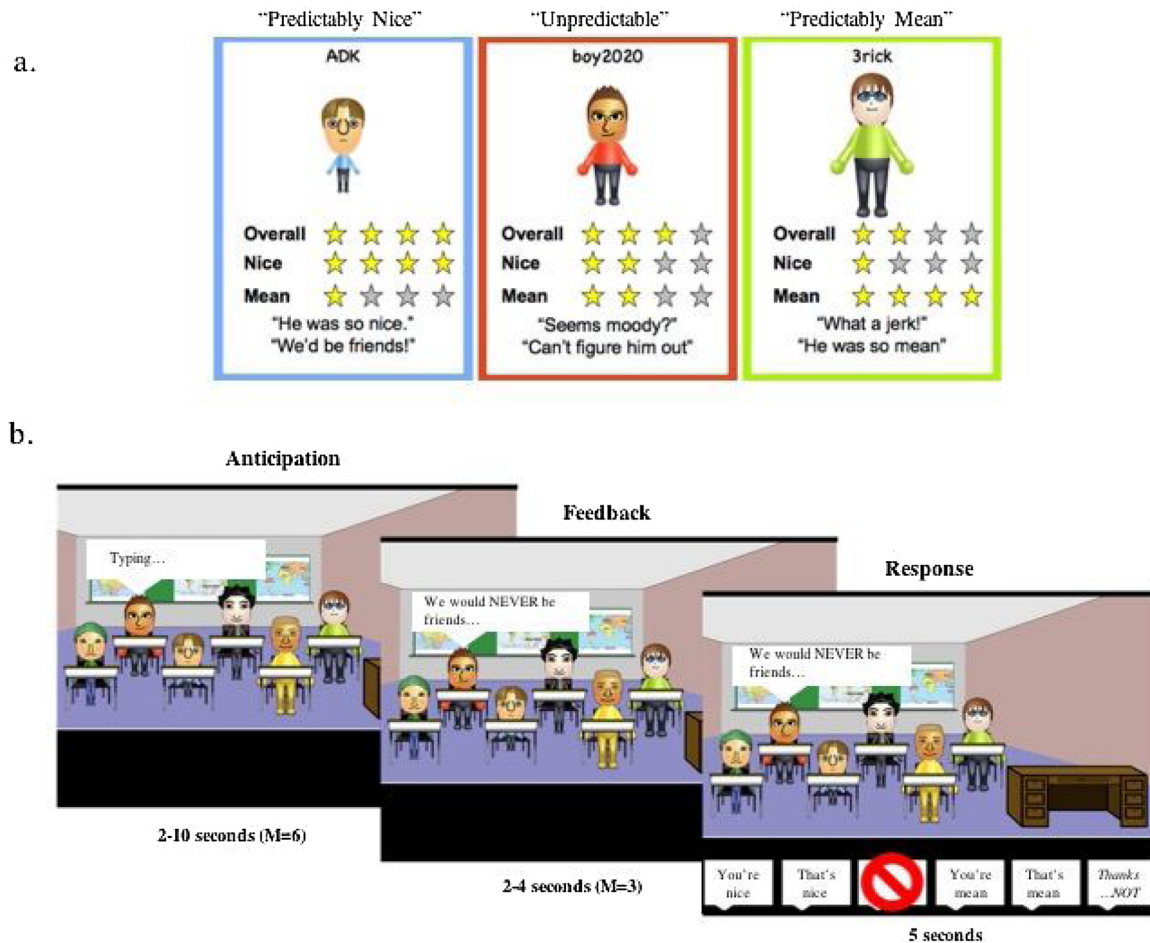 “Predictably Nice” “Unpredictable” “Predictably Mean”
a.
ADK
Overall
Nice
Mean
“He was so nice.”
“We'd be friends!”
boy2020
Overall
Nice
Mean
“Seems moody?”
“Can't figure him out”
3rick
Overall
Nice
Mean
“What a jerk!”
“He was so mean”
b.
Anticipation
Typing...
2-10 seconds (M=6)
Feedback
We would NEVER be
friends...
2-4 seconds (M=3)
Response
We would NEVER be
friends...
You're
nice
That's
nice
You're
mean
That's
mean
Thanks
...NOT
5 seconds